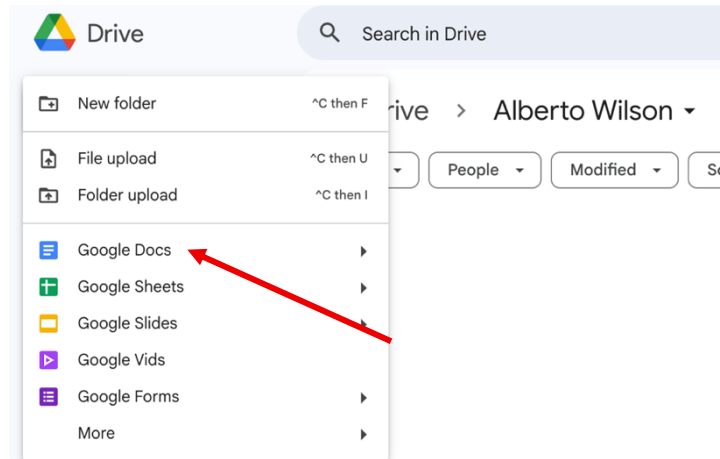 Drive
Search in Drive
New folder ^C then F
rive > Alberto Wilson
File upload ^C then U
People Modified
Folder upload ^C then I
Google Docs
Google Sheets
Google Slides
Google Vids
Google Forms
More